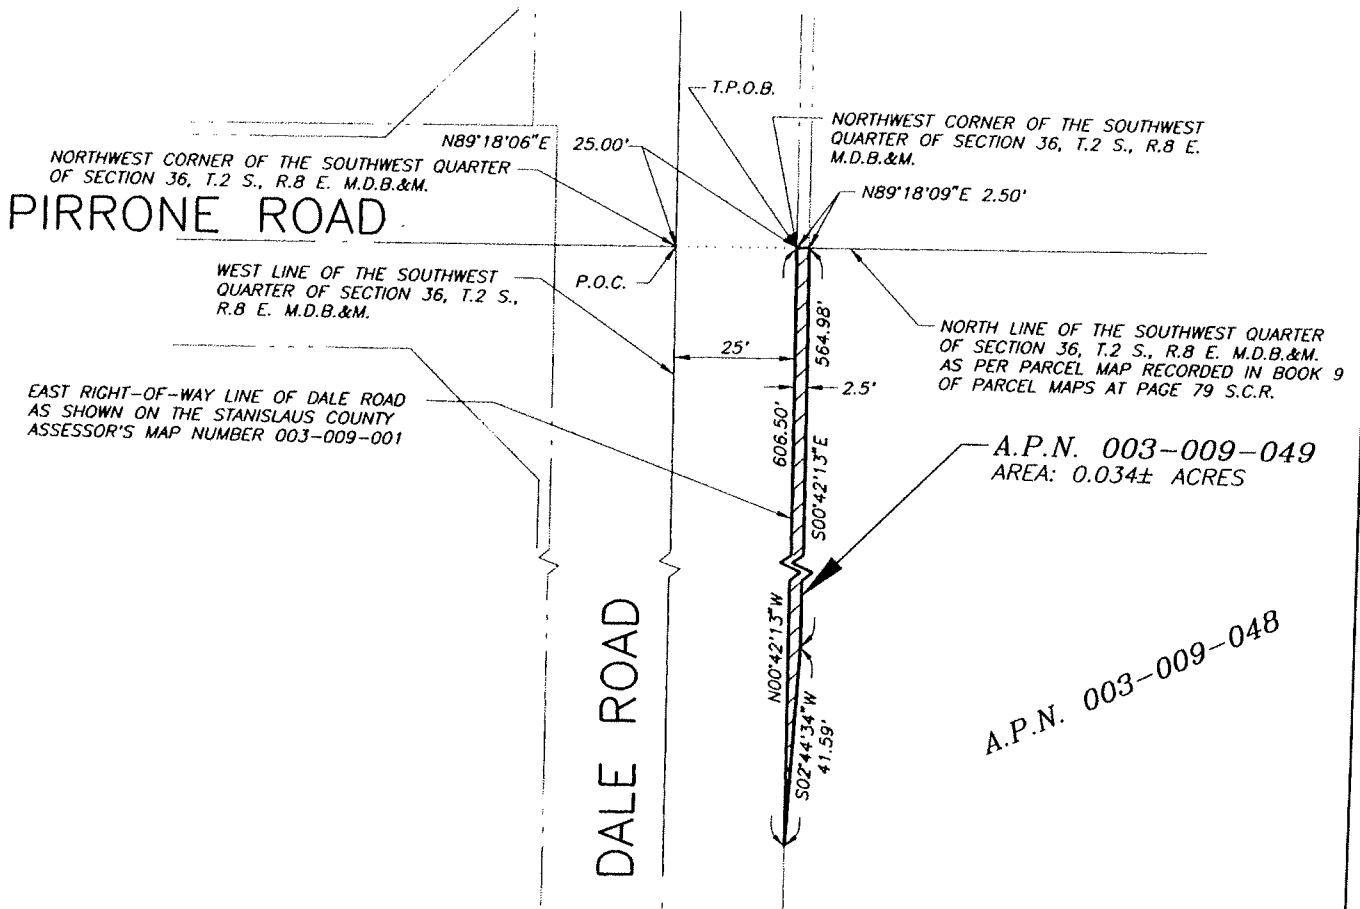 T.P.O.B.
N89°18'06"E 25.00'
NORTHWEST CORNER OF THE SOUTHWEST QUARTER
OF SECTION 36, T.2 S., R.8 E. M.D.B.&M.
NORTHWEST CORNER OF THE SOUTHWEST
QUARTER OF SECTION 36, T.2 S., R.8 E.
M.D.B.&M.
N89°18'09"E 2.50'
PIRRONE ROAD
WEST LINE OF THE SOUTHWEST
QUARTER OF SECTION 36, T.2 S.,
R.8 E. M.D.B.&M.
P.O.C.
25'
564.98'
2.5'
NORTH LINE OF THE SOUTHWEST QUARTER
OF SECTION 36, T.2 S., R.8 E. M.D.B.&M.
AS PER PARCEL MAP RECORDED IN BOOK 9
OF PARCEL MAPS AT PAGE 79 S.C.R.
EAST RIGHT-OF-WAY LINE OF DALE ROAD
AS SHOWN ON THE STANISLAUS COUNTY
ASSESSOR'S MAP NUMBER 003-009-001
606.50'
S00°42'13"E
A.P.N. 003-009-049
AREA: 0.034± ACRES
N00°42'13"W
S02°44'34"W
41.59'
DALE ROAD
A.P.N. 003-009-048